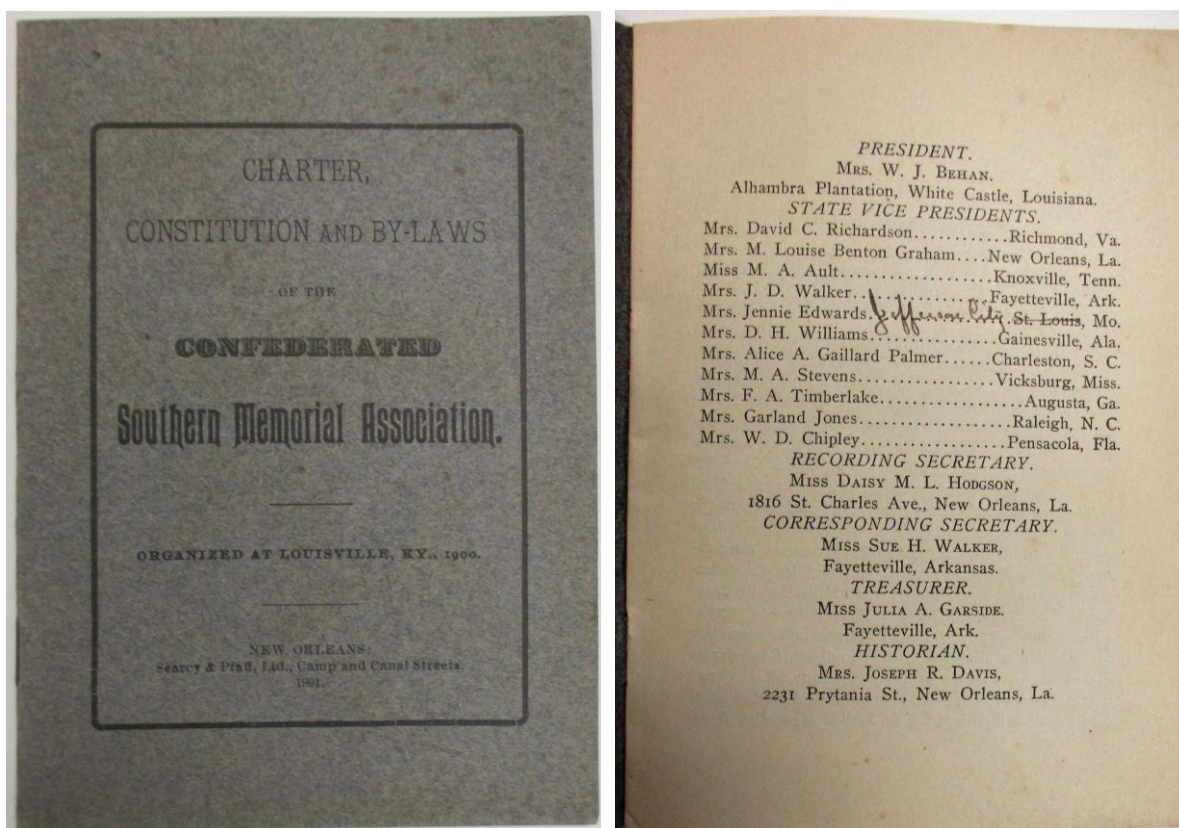 CHARTER,
CONSTITUTION AND BY-LAWS
OF THE
CONFEDERATED
Southern Memorial Association.
ORGANIZED AT LOUISVILLE, KY., 1900.
NEW ORLEANS:
Searcy & Pfaff, Ltd., Camp and Canal Streets.
1901.
PRESIDENT.
MRS. W. J. BEHAN.
Alhambra Plantation, White Castle, Louisiana.
STATE VICE PRESIDENTS.
Mrs. David C. Richardson............Richmond, Va.
Mrs. M. Louise Benton Graham....New Orleans, La.
Miss M. A. Ault..................Knoxville, Tenn.
Mrs. J. D. Walker...............Fayetteville, Ark.
Mrs. Jennie Edwards. Jefferson City. St. Louis, Mo.
Mrs. D. H. Williams................Gainesville, Ala.
Mrs. Alice A. Gaillard Palmer......Charleston, S. C.
Mrs. M. A. Stevens.................Vicksburg, Miss.
Mrs. F. A. Timberlake..................Augusta, Ga.
Mrs. Garland Jones...................Raleigh, N. C.
Mrs. W. D. Chipley..................Pensacola, Fla.
RECORDING SECRETARY.
MISS DAISY M. L. HODGSON,
1816 St. Charles Ave., New Orleans, La.
CORRESPONDING SECRETARY.
MISS SUE H. WALKER,
Fayetteville, Arkansas.
TREASURER.
MISS JULIA A. GARSIDE.
Fayetteville, Ark.
HISTORIAN.
MRS. JOSEPH R. DAVIS,
2231 Prytania St., New Orleans, La.